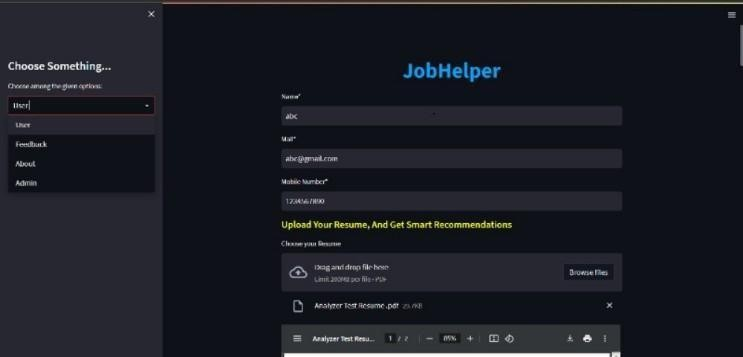 Choose Something...
Choose among the given options:
User
User
Feedback
About
Admin
JobHelper
Name*
abc
Mail*
abc@gmail.com
Mobile Number*
1234567890
Upload Your Resume, And Get Smart Recommendations
Choose your Resume
Drag and drop file here
Limit 200MB per file • PDF
Browse files
Analyzer Test Resume .pdf
Analyzer Test Resu... 1 / 2 85%